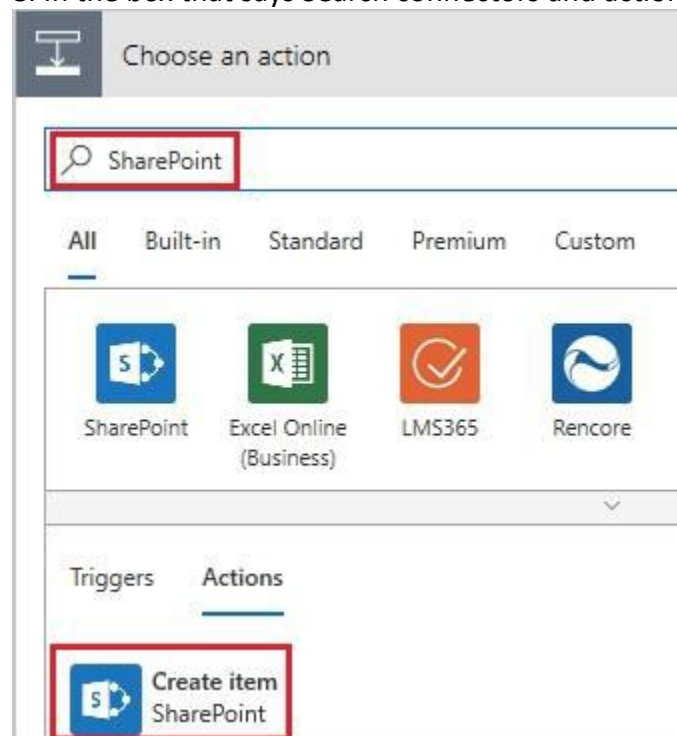 Choose an action
SharePoint
All Built-in Standard Premium Custom
SharePoint Excel Online (Business) LMS365 Rencore
Triggers Actions
Create item
SharePoint